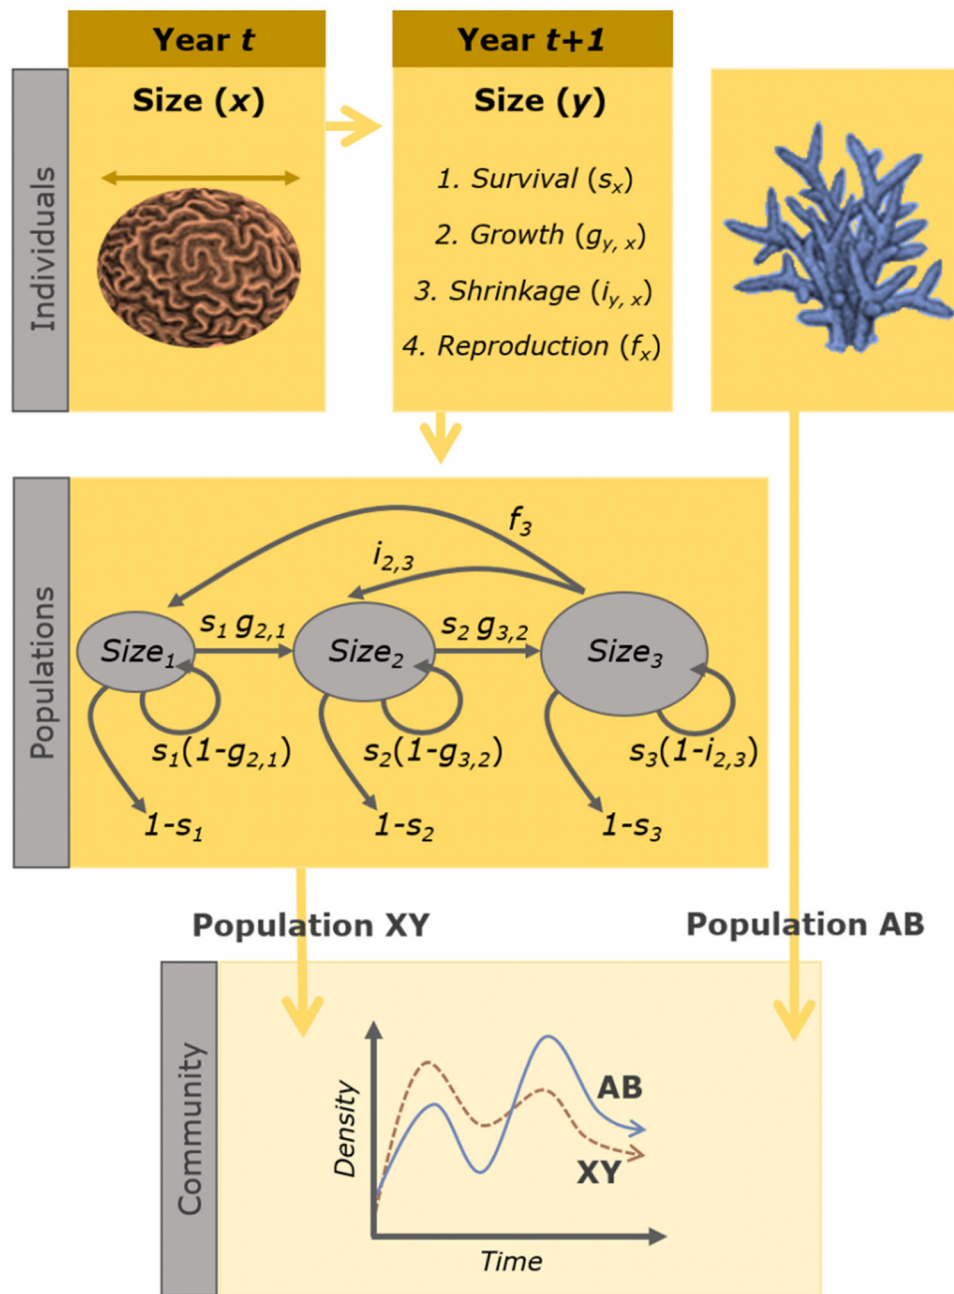 Year t
Year t+1
Individuals
Size (x)
Size (y)
1. Survival (sₓ)
2. Growth (g_y, x)
3. Shrinkage (i_y, x)
4. Reproduction (fₓ)
Populations
f₃
i₂,₃
s₁ g₂,₁
s₂ g₃,₂
Size₁
Size₂
Size₃
s₁(1-g₂,₁)
s₂(1-g₃,₂)
s₃(1-i₂,₃)
1-s₁
1-s₂
1-s₃
Population XY
Population AB
Community
Density
AB
XY
Time